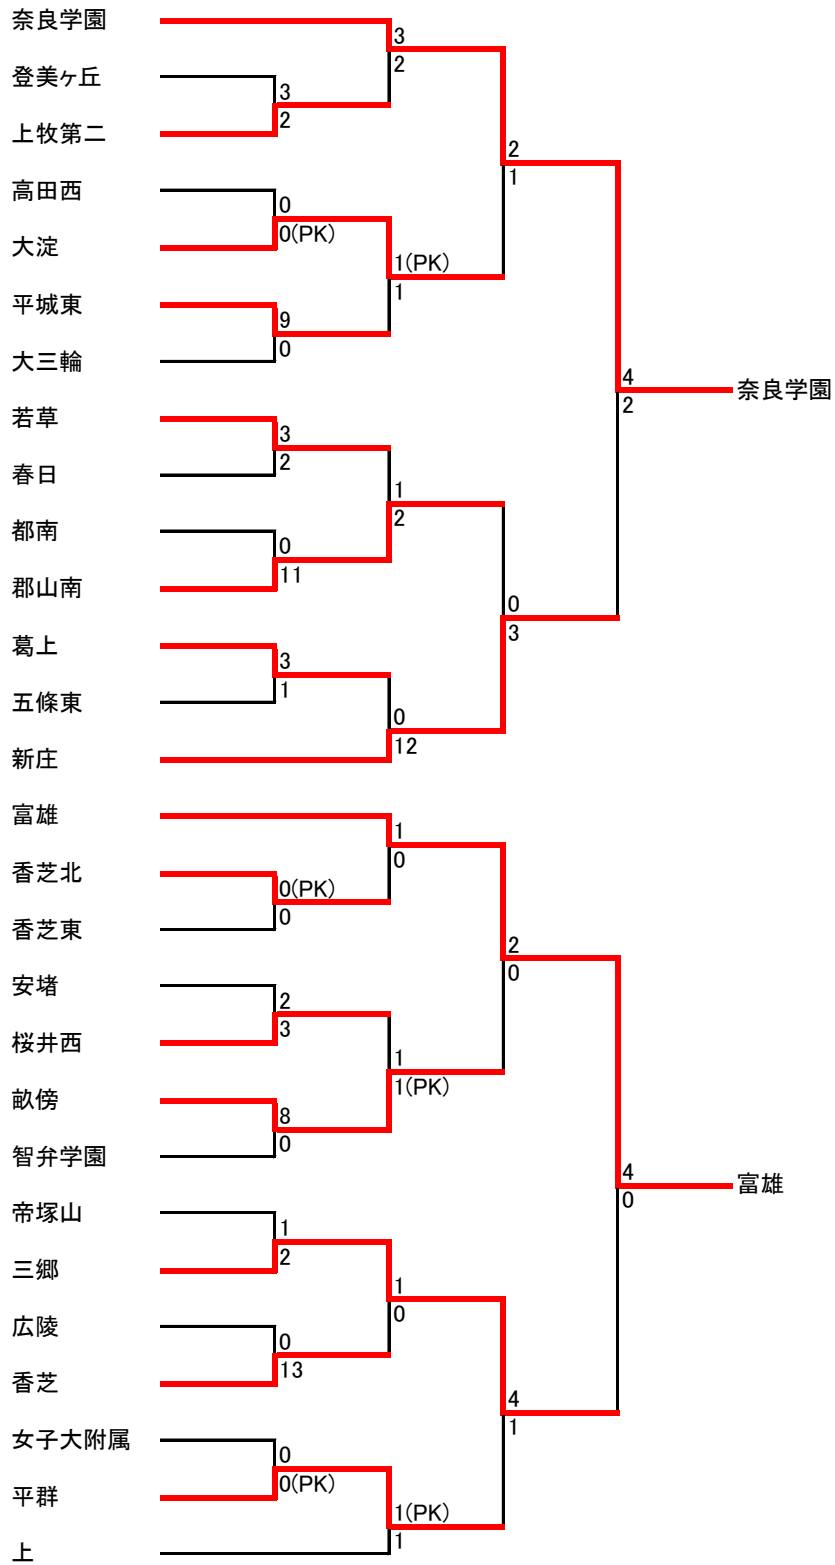 奈良学園
3
2
登美ヶ丘
3
2
上牧第二
2
1
高田西
0
0(PK)
大淀
1(PK)
1
平城東
9
0
大三輪
4
2
奈良学園
若草
3
2
春日
1
2
都南
0
11
郡山南
0
3
葛上
3
1
五條東
0
12
新庄
富雄
1
0
香芝北
0(PK)
0
香芝東
2
0
安堵
2
3
桜井西
1
1(PK)
畝傍
8
0
智弁学園
4
0
富雄
帝塚山
1
2
三郷
1
0
広陵
0
13
香芝
4
1
女子大附属
0
0(PK)
平群
1(PK)
1
上